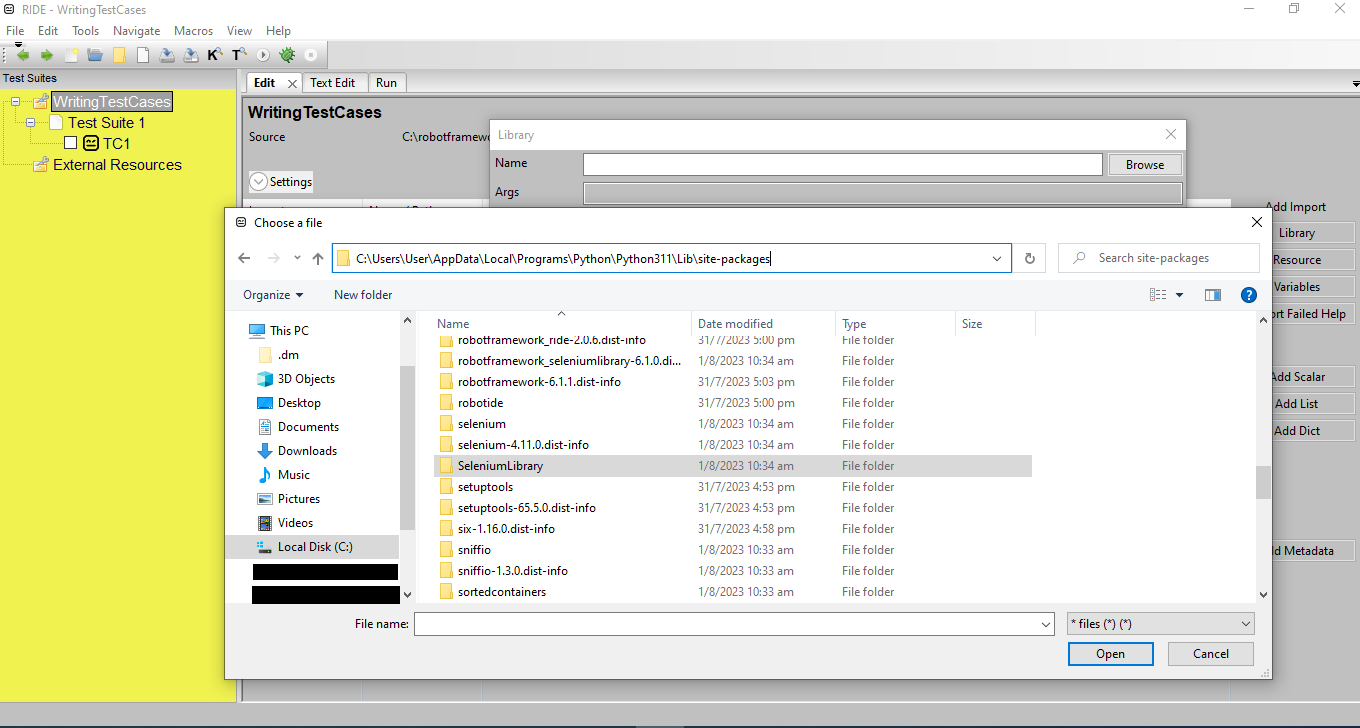 RIDE - WritingTestCases
File Edit Tools Navigate Macros View Help
K T
Test Suites
Edit Text Edit Run
WritingTestCases
Test Suite 1
TC1
External Resources
WritingTestCases
Source C:\robotframewo
Settings
Library
Name Browse
Args
Add Import
Library
Resource
Variables
ort Failed Help
Add Scalar
Add List
Add Dict
d Metadata
Choose a file
C:\Users\User\AppData\Local\Programs\Python\Python311\Lib\site-packages
Search site-packages
Organize New folder
This PC
.dm
3D Objects
Desktop
Documents
Downloads
Music
Pictures
Videos
Local Disk (C:)
Name Date modified Type Size
robotframework_ride-2.0.6.dist-info 31/7/2023 5:00 pm File folder
robotframework_seleniumlibrary-6.1.0.di... 1/8/2023 10:34 am File folder
robotframework-6.1.1.dist-info 31/7/2023 5:03 pm File folder
robotide 31/7/2023 5:00 pm File folder
selenium 1/8/2023 10:34 am File folder
selenium-4.11.0.dist-info 1/8/2023 10:34 am File folder
SeleniumLibrary 1/8/2023 10:34 am File folder
setuptools 31/7/2023 4:53 pm File folder
setuptools-65.5.0.dist-info 31/7/2023 4:53 pm File folder
six-1.16.0.dist-info 31/7/2023 4:58 pm File folder
sniffio 1/8/2023 10:33 am File folder
sniffio-1.3.0.dist-info 1/8/2023 10:33 am File folder
sortedcontainers 1/8/2023 10:33 am File folder
File name: * files (*) (*)
Open Cancel